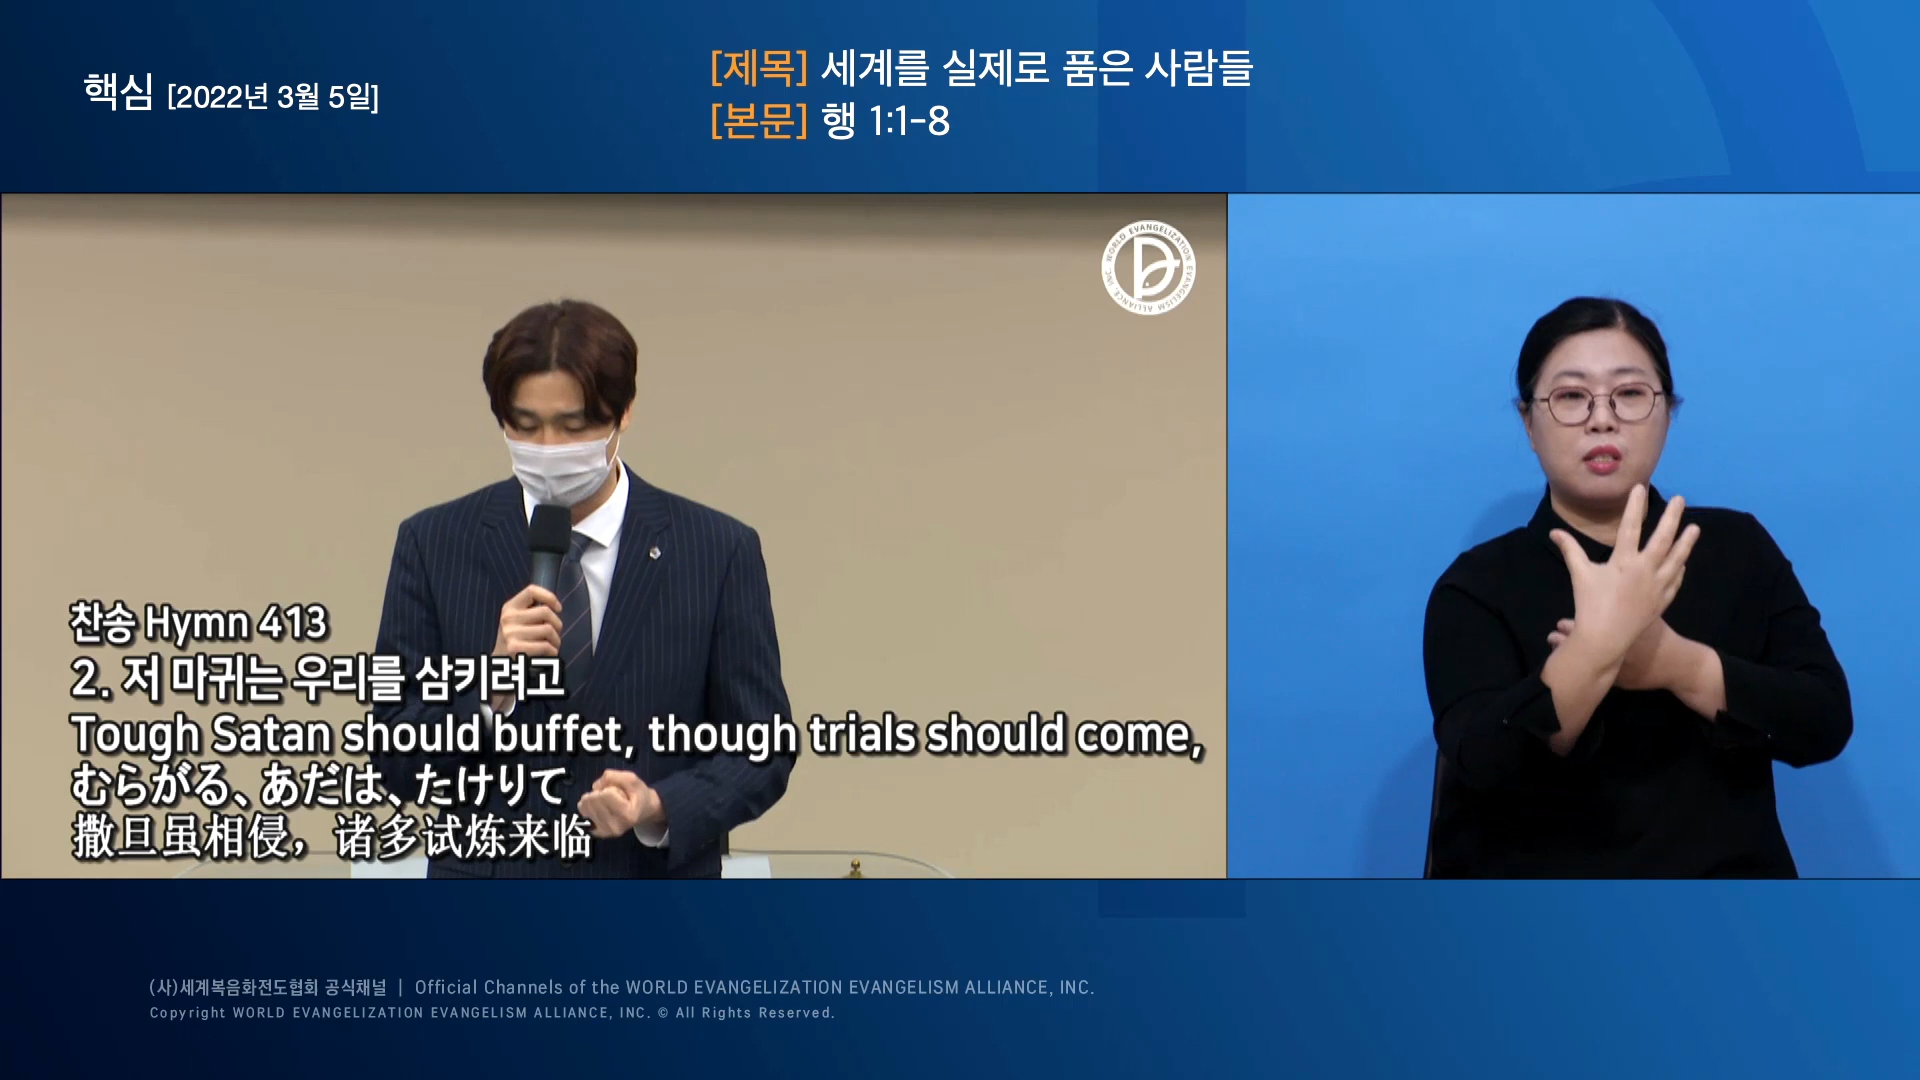 핵심 [2022년 3월 5일]
[제목] 세계를 실제로 품은 사람들
[본문] 행 1:1-8
WORLD EVANGELIZATION EVANGELISM ALLIANCE, INC.
찬송 Hymn 413
2. 저 마귀는 우리를 삼키려고
Tough Satan should buffet, though trials should come,
むらがる、あだは、たけりて
撒旦虽相侵，诸多试炼来临
(사)세계복음화전도협회 공식채널 | Official Channels of the WORLD EVANGELIZATION EVANGELISM ALLIANCE, INC.
Copyright WORLD EVANGELIZATION EVANGELISM ALLIANCE, INC. © All Rights Reserved.